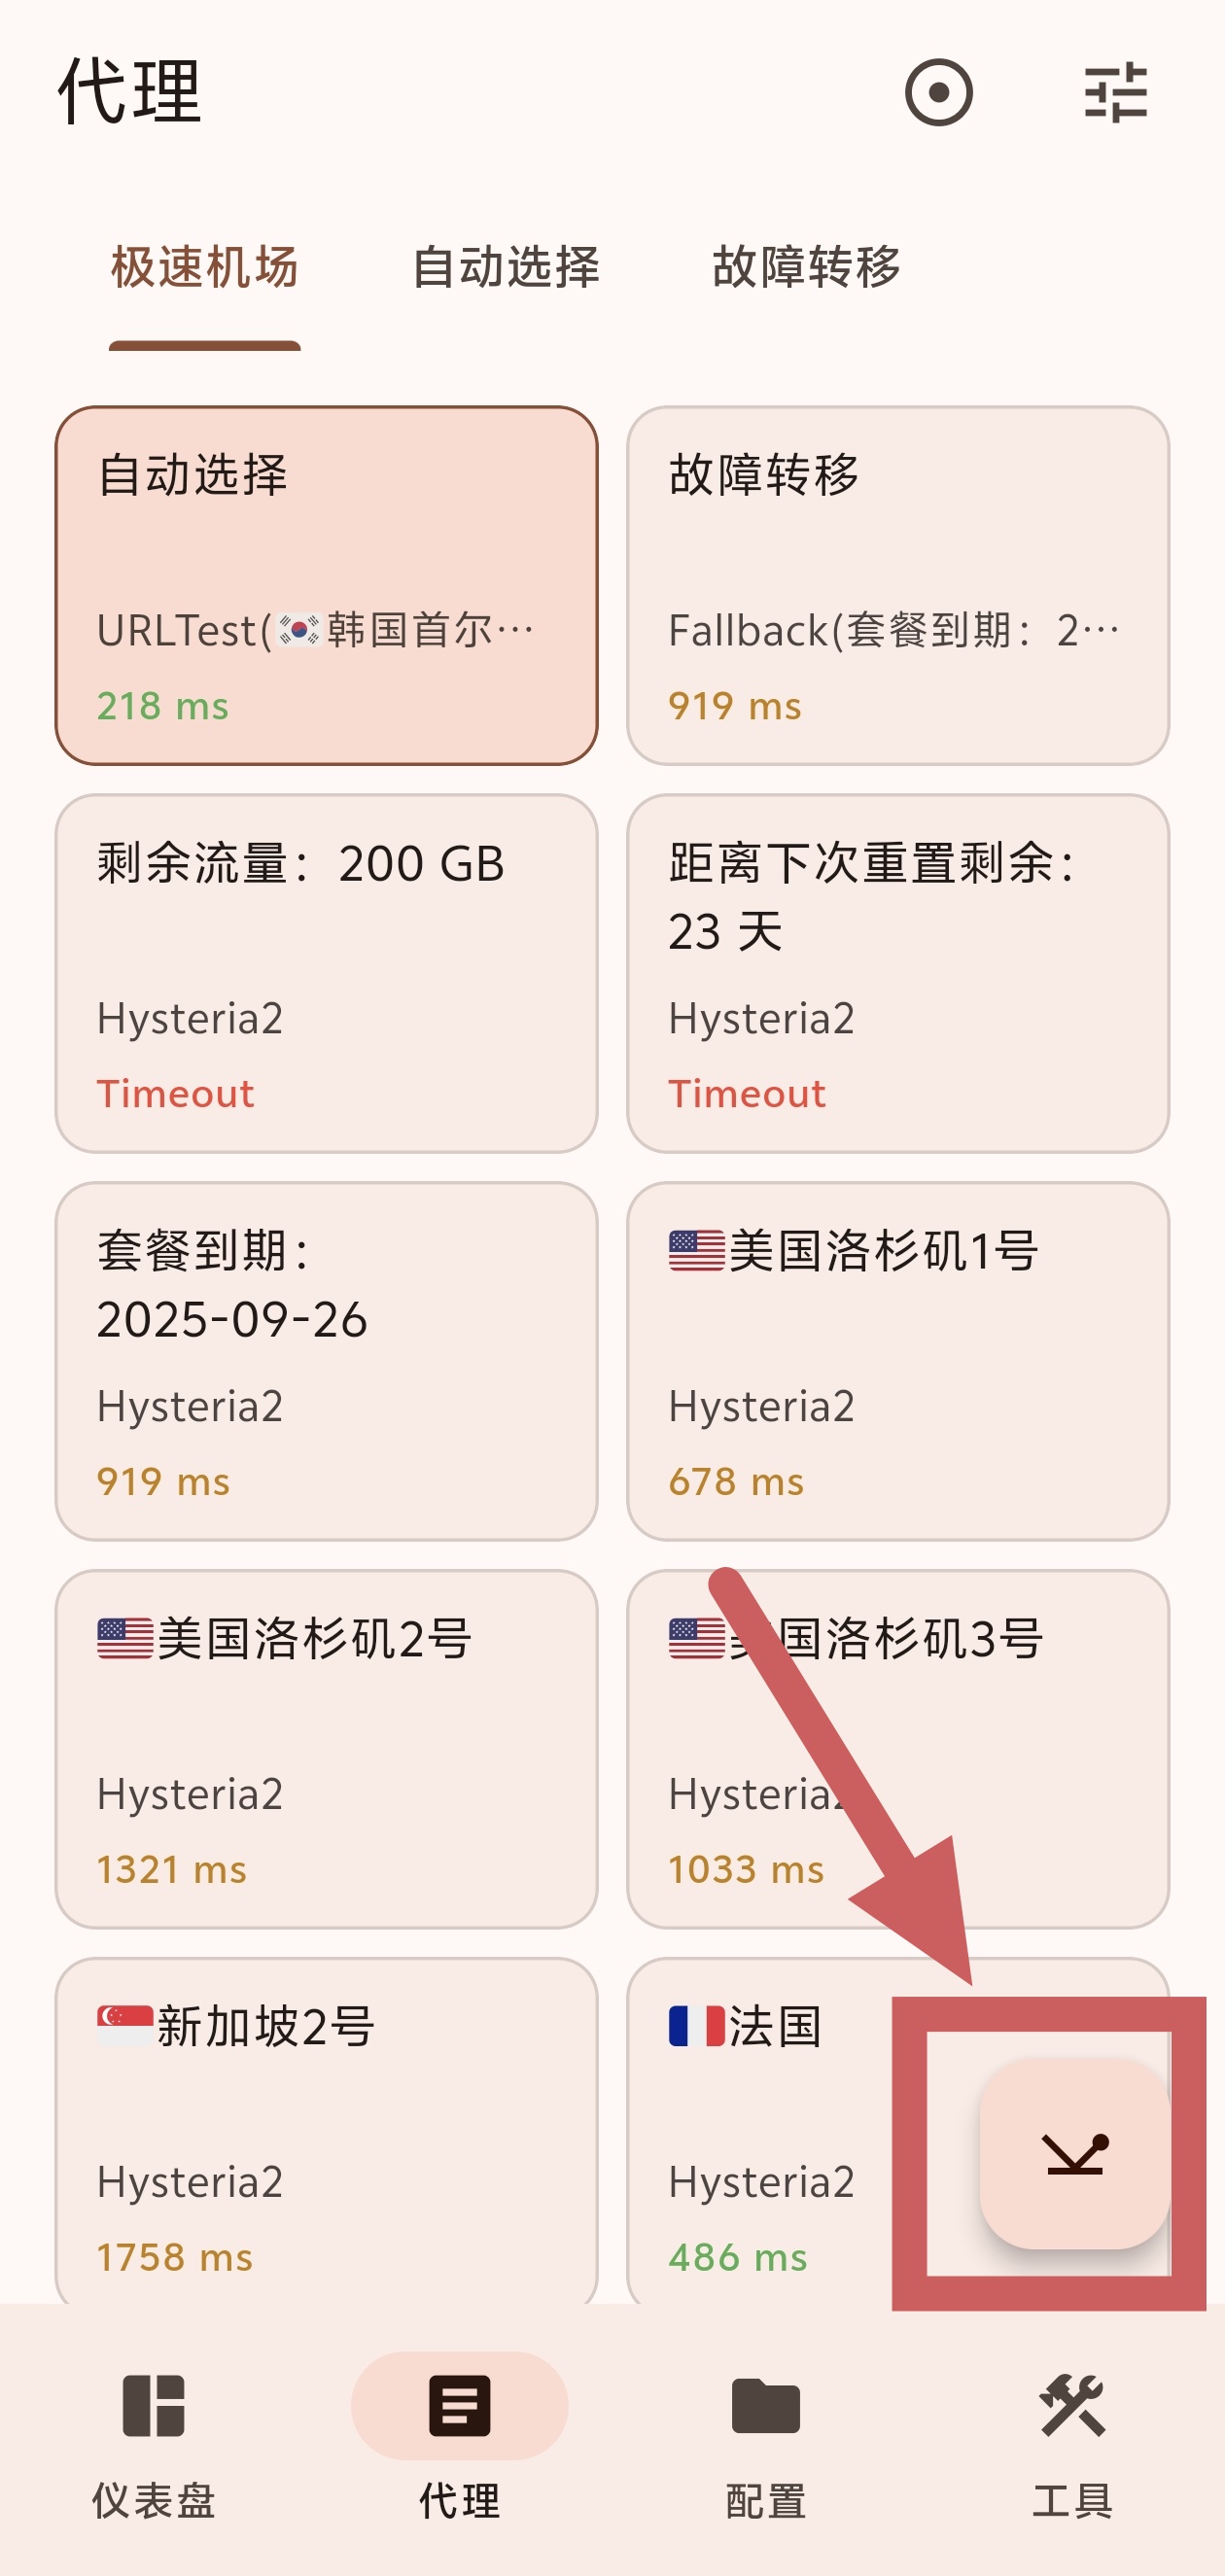 代理
极速机场 自动选择 故障转移
自动选择
URLTest(🇰🇷韩国首尔…
218 ms
故障转移
Fallback(套餐到期：2…
919 ms
剩余流量：200 GB
Hysteria2
Timeout
距离下次重置剩余：
23 天
Hysteria2
Timeout
套餐到期：
2025-09-26
Hysteria2
919 ms
🇺🇸美国洛杉矶1号
Hysteria2
678 ms
🇺🇸美国洛杉矶2号
Hysteria2
1321 ms
🇺🇸美国洛杉矶3号
Hysteria2
1033 ms
🇸🇬新加坡2号
Hysteria2
1758 ms
🇫🇷法国
Hysteria2
486 ms
仪表盘 代理 配置 工具